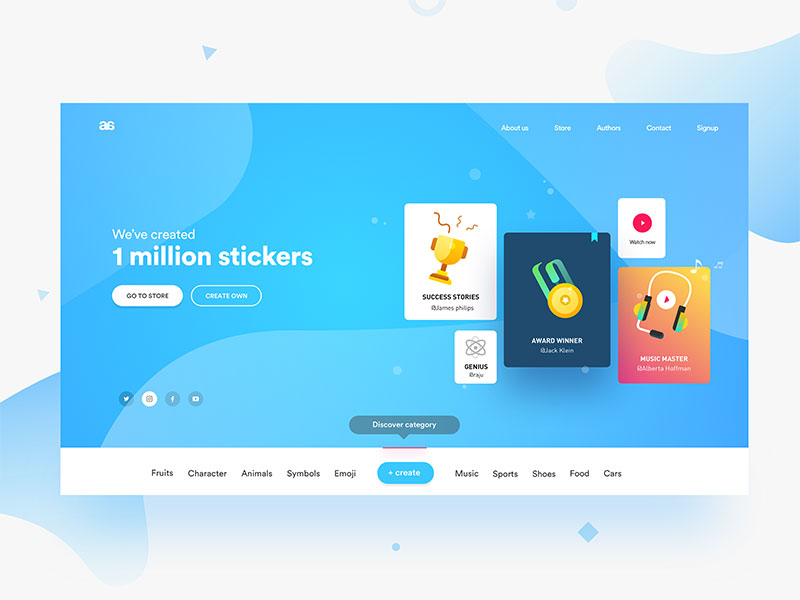 About us
Store
Authors
Contact
Signup
We've created
1 million stickers
GO TO STORE
CREATE OWN
SUCCESS STORIES
@James philips
GENIUS
@raju
AWARD WINNER
@Jack Klein
Watch now
MUSIC MASTER
@Alberta Hoffman
Discover category
Fruits
Character
Animals
Symbols
Emoji
+ create
Music
Sports
Shoes
Food
Cars